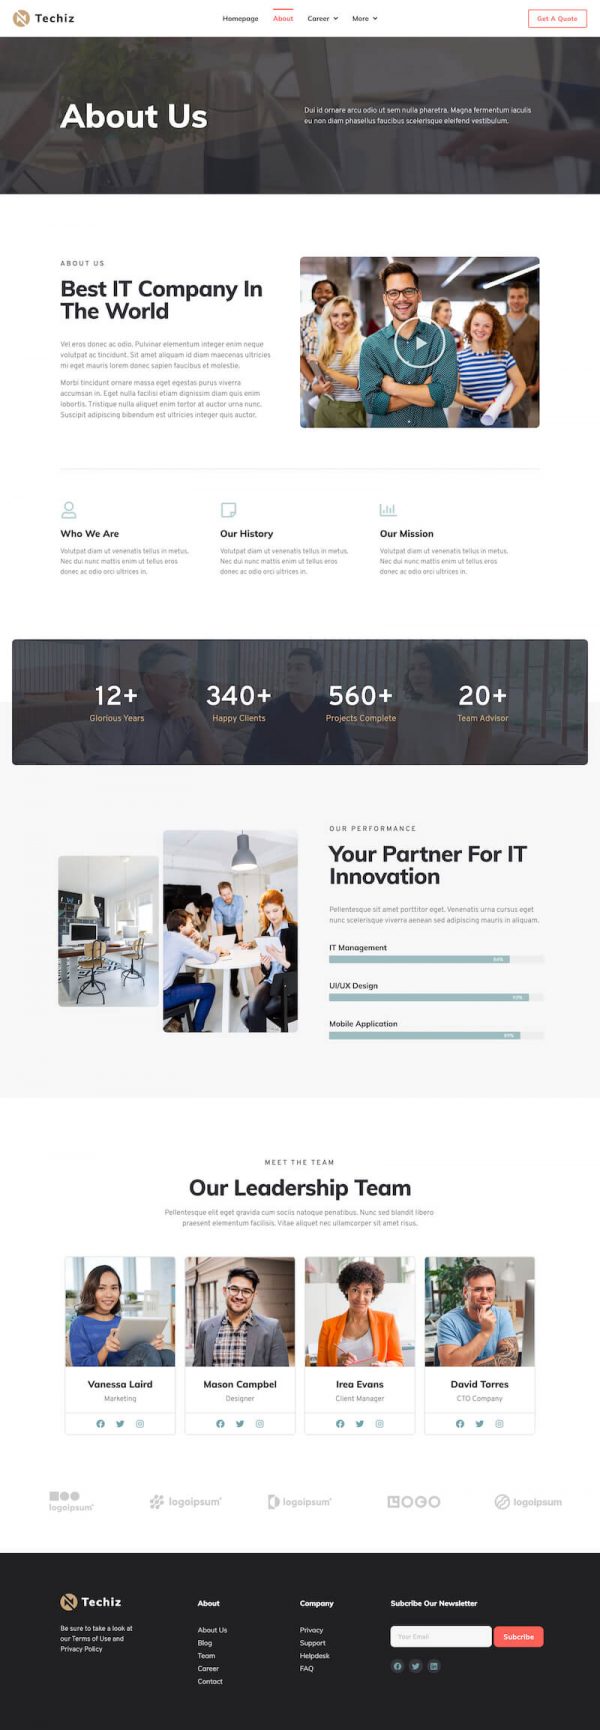 Techiz
Homepage About Career More
Get A Quote
About Us
Dui id ornare arcu odio ut sem nulla pharetra. Magna fermentum iaculis
eu non diam phasellus faucibus scelerisque eleifend vestibulum.
ABOUT US
Best IT Company In
The World
Vel eros donec ac odio. Pulvinar elementum integer enim neque
volutpat ac tincidunt. Sit amet aliquam id diam maecenas ultricies
mi eget mauris lorem donec sapien faucibus et molestie.
Morbi tincidunt ornare massa eget egestas purus viverra
accumsan in. Eget nulla facilisi etiam dignissim diam quis enim
lobortis. Tristique nulla aliquet enim tortor at auctor urna nunc.
Suscipit adipiscing bibendum est ultricies integer quis auctor.
Who We Are
Volutpat diam ut venenatis tellus in metus.
Nec dui nunc mattis enim ut tellus eros
donec ac odio orci ultrices in.
Our History
Volutpat diam ut venenatis tellus in metus.
Nec dui nunc mattis enim ut tellus eros
donec ac odio orci ultrices in.
Our Mission
Volutpat diam ut venenatis tellus in metus.
Nec dui nunc mattis enim ut tellus eros
donec ac odio orci ultrices in.
12+
Glorious Years
340+
Happy Clients
560+
Projects Complete
20+
Team Advisor
OUR PERFORMANCE
Your Partner For IT
Innovation
Pellentesque sit amet porttitor eget. Venenatis urna cursus eget
nunc scelerisque viverra aenean sed adipiscing mauris in aliquam.
IT Management
UI/UX Design
Mobile Application
MEET THE TEAM
Our Leadership Team
Pellentesque elit eget gravida cum sociis natoque penatibus. Nunc sed blandit libero
praesent elementum facilisis. Vitae aliquet nec ullamcorper sit amet risus.
Vanessa Laird
Marketing
Mason Campbel
Designer
Irea Evans
Client Manager
David Torres
CTO Company
logoipsum
logoipsum
logoipsum
LOGO
logoipsum
Techiz
Be sure to take a look at
our Terms of Use and
Privacy Policy
About
About Us
Blog
Team
Career
Contact
Company
Privacy
Support
Helpdesk
FAQ
Subcribe Our Newsletter
Your Email
Subcribe